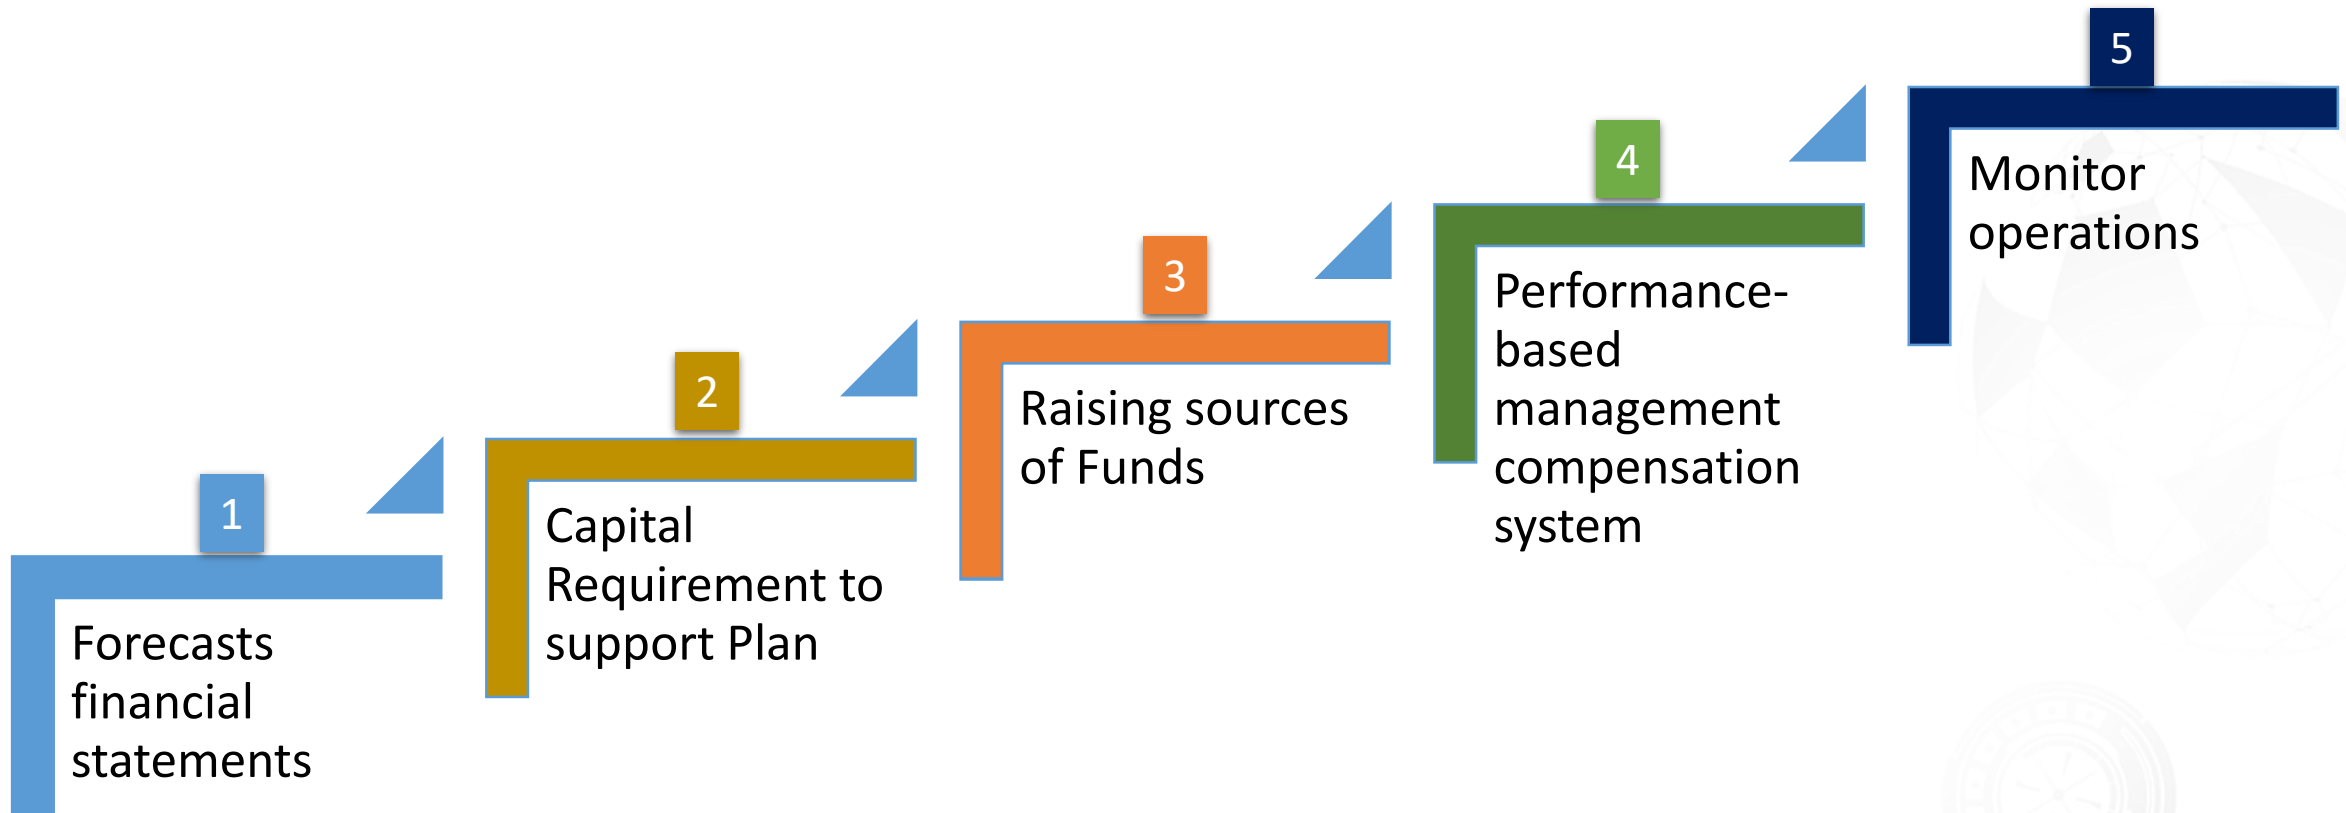 1
Forecasts
financial
statements
2
Capital
Requirement to
support Plan
3
Raising sources
of Funds
4
Performance-
based
management
compensation
system
5
Monitor
operations